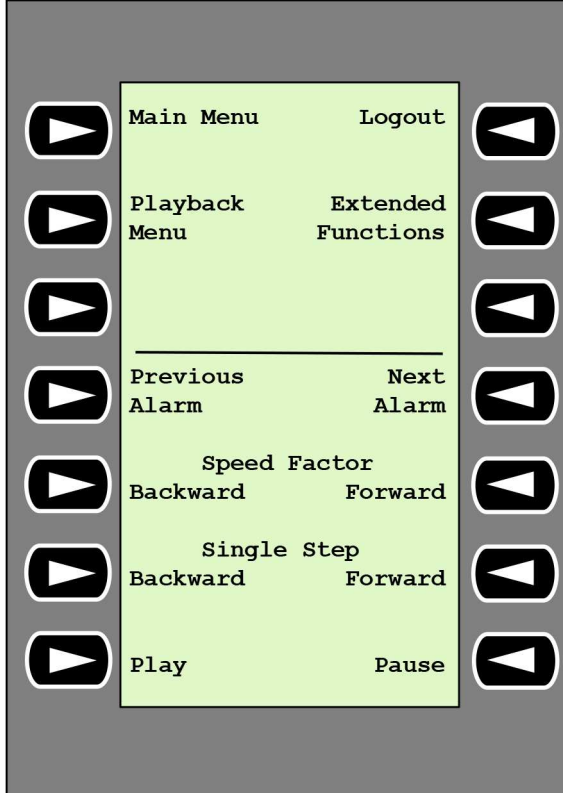 Main Menu Logout
Playback Extended
Menu Functions
Previous Next
Alarm Alarm
Speed Factor
Backward Forward
Single Step
Backward Forward
Play Pause